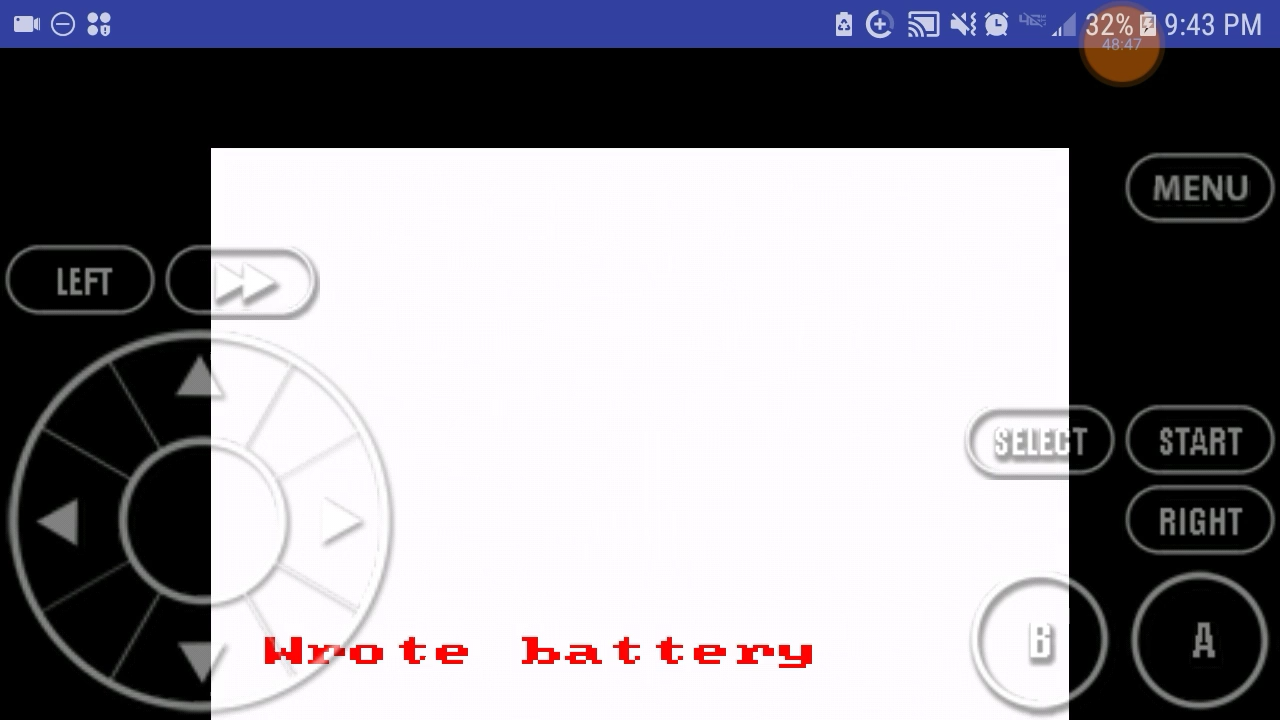 32% 9:43 PM
48:47
MENU
LEFT
SELECT START
RIGHT
B A
Wrote battery